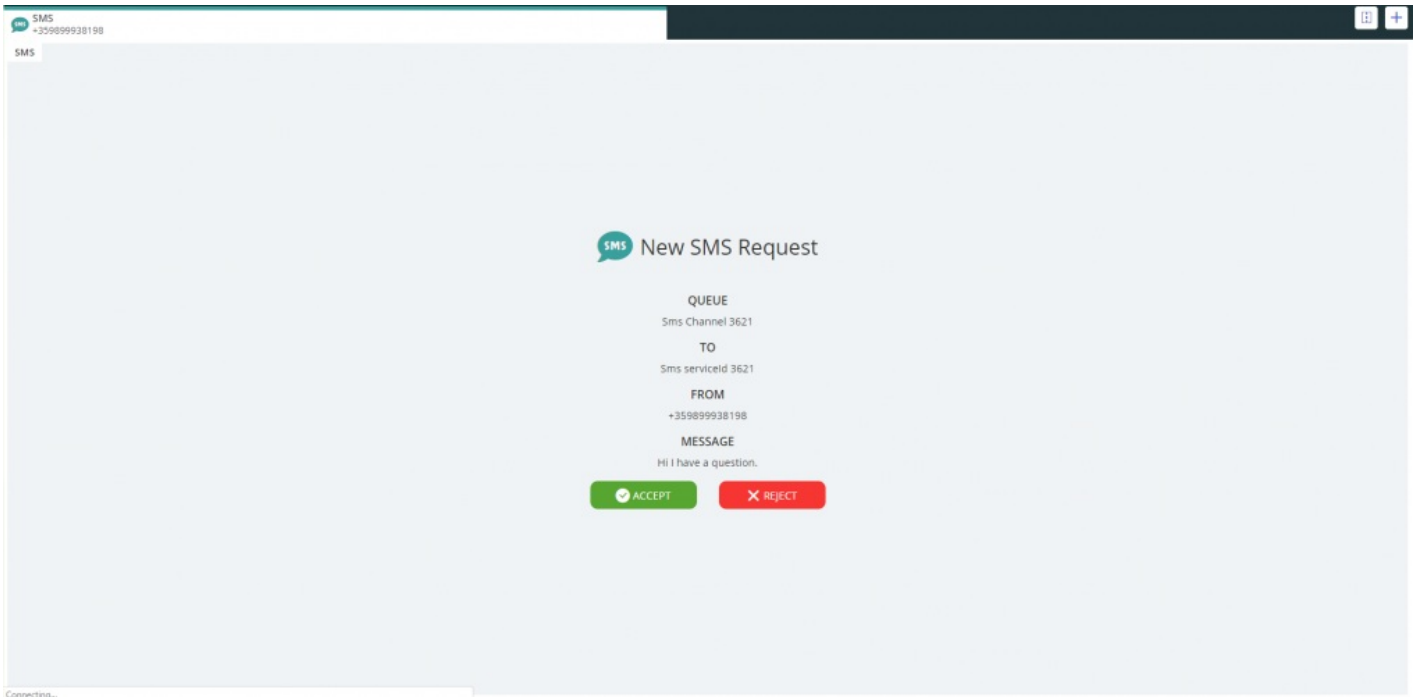 SMS
SMS
+359899938198
SMS
SMS
New SMS Request
QUEUE
Sms Channel 3621
TO
Sms serviceId 3621
FROM
+359899938198
MESSAGE
Hi I have a question.
ACCEPT
REJECT
Connecting...